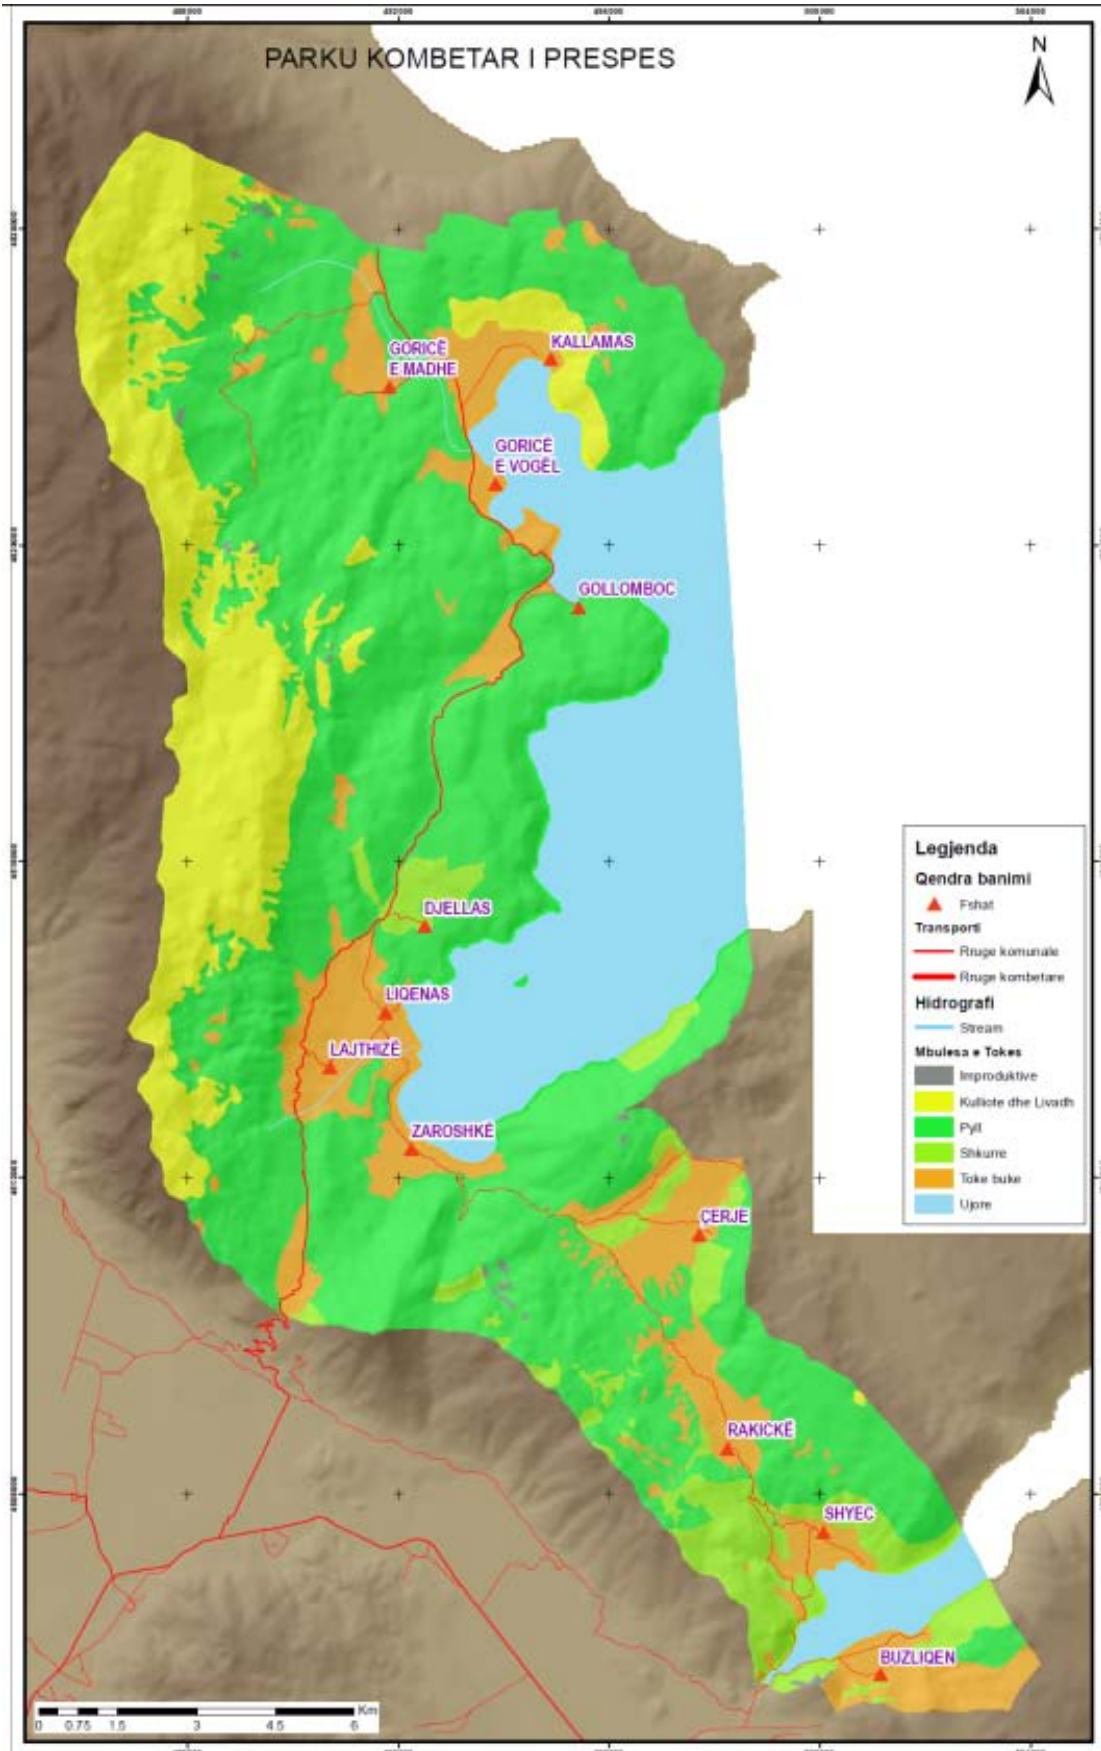 PARKU KOMBETAR I PRESPES
N
KALLAMAS
GORICË
E MADHE
GORICË
E VOGËL
GOLLOMBOC
DJELLAS
LIQENAS
LAJTHIZË
ZAROSHKË
ÇERJE
RAKICKË
SHYEC
BUZLIQEN
Legjenda
Qendra banimi
Fshat
Transporti
Rruge komunale
Rruge kombetare
Hidrografi
Stream
Mbulesa e Tokes
Improduktive
Kulliote dhe Livadh
Pyll
Shkurre
Toke buke
Ujore
Km
0 0.75 1.5 3 4.5 6